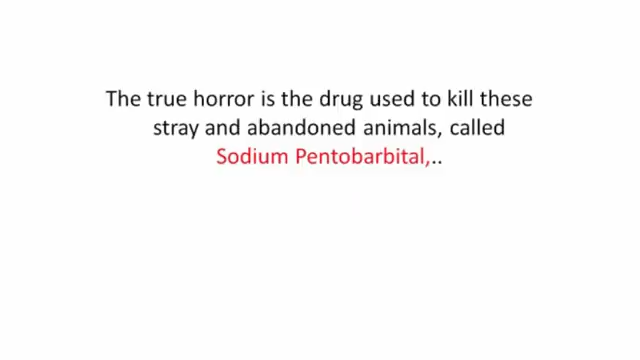 The true horror is the drug used to kill these
stray and abandoned animals, called
Sodium Pentobarbital,..